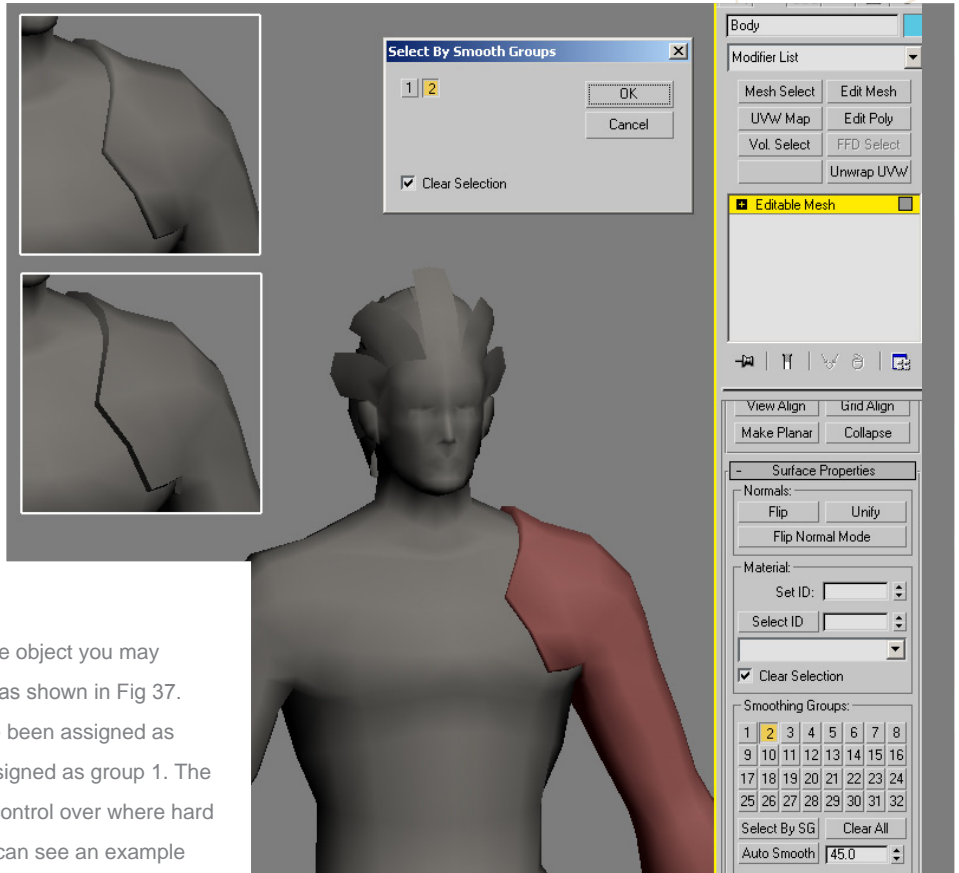 Body
Select By Smooth Groups
Modifier List
1 2
OK
Mesh Select Edit Mesh
Cancel
UVW Map Edit Poly
Vol. Select FFD Select
Clear Selection
Unwrap UVW
Editable Mesh
View Align Grid Align
Make Planar Collapse
- Surface Properties
Normals:
Flip Unify
Flip Normal Mode
Material:
Set ID:
Select ID
Clear Selection
Smoothing Groups:
1 2 3 4 5 6 7 8
9 10 11 12 13 14 15 16
17 18 19 20 21 22 23 24
25 26 27 28 29 30 31 32
Select By SG Clear All
Auto Smooth 45.0
e object you may
as shown in Fig 37.
been assigned as
signed as group 1. The
control over where hard
can see an example